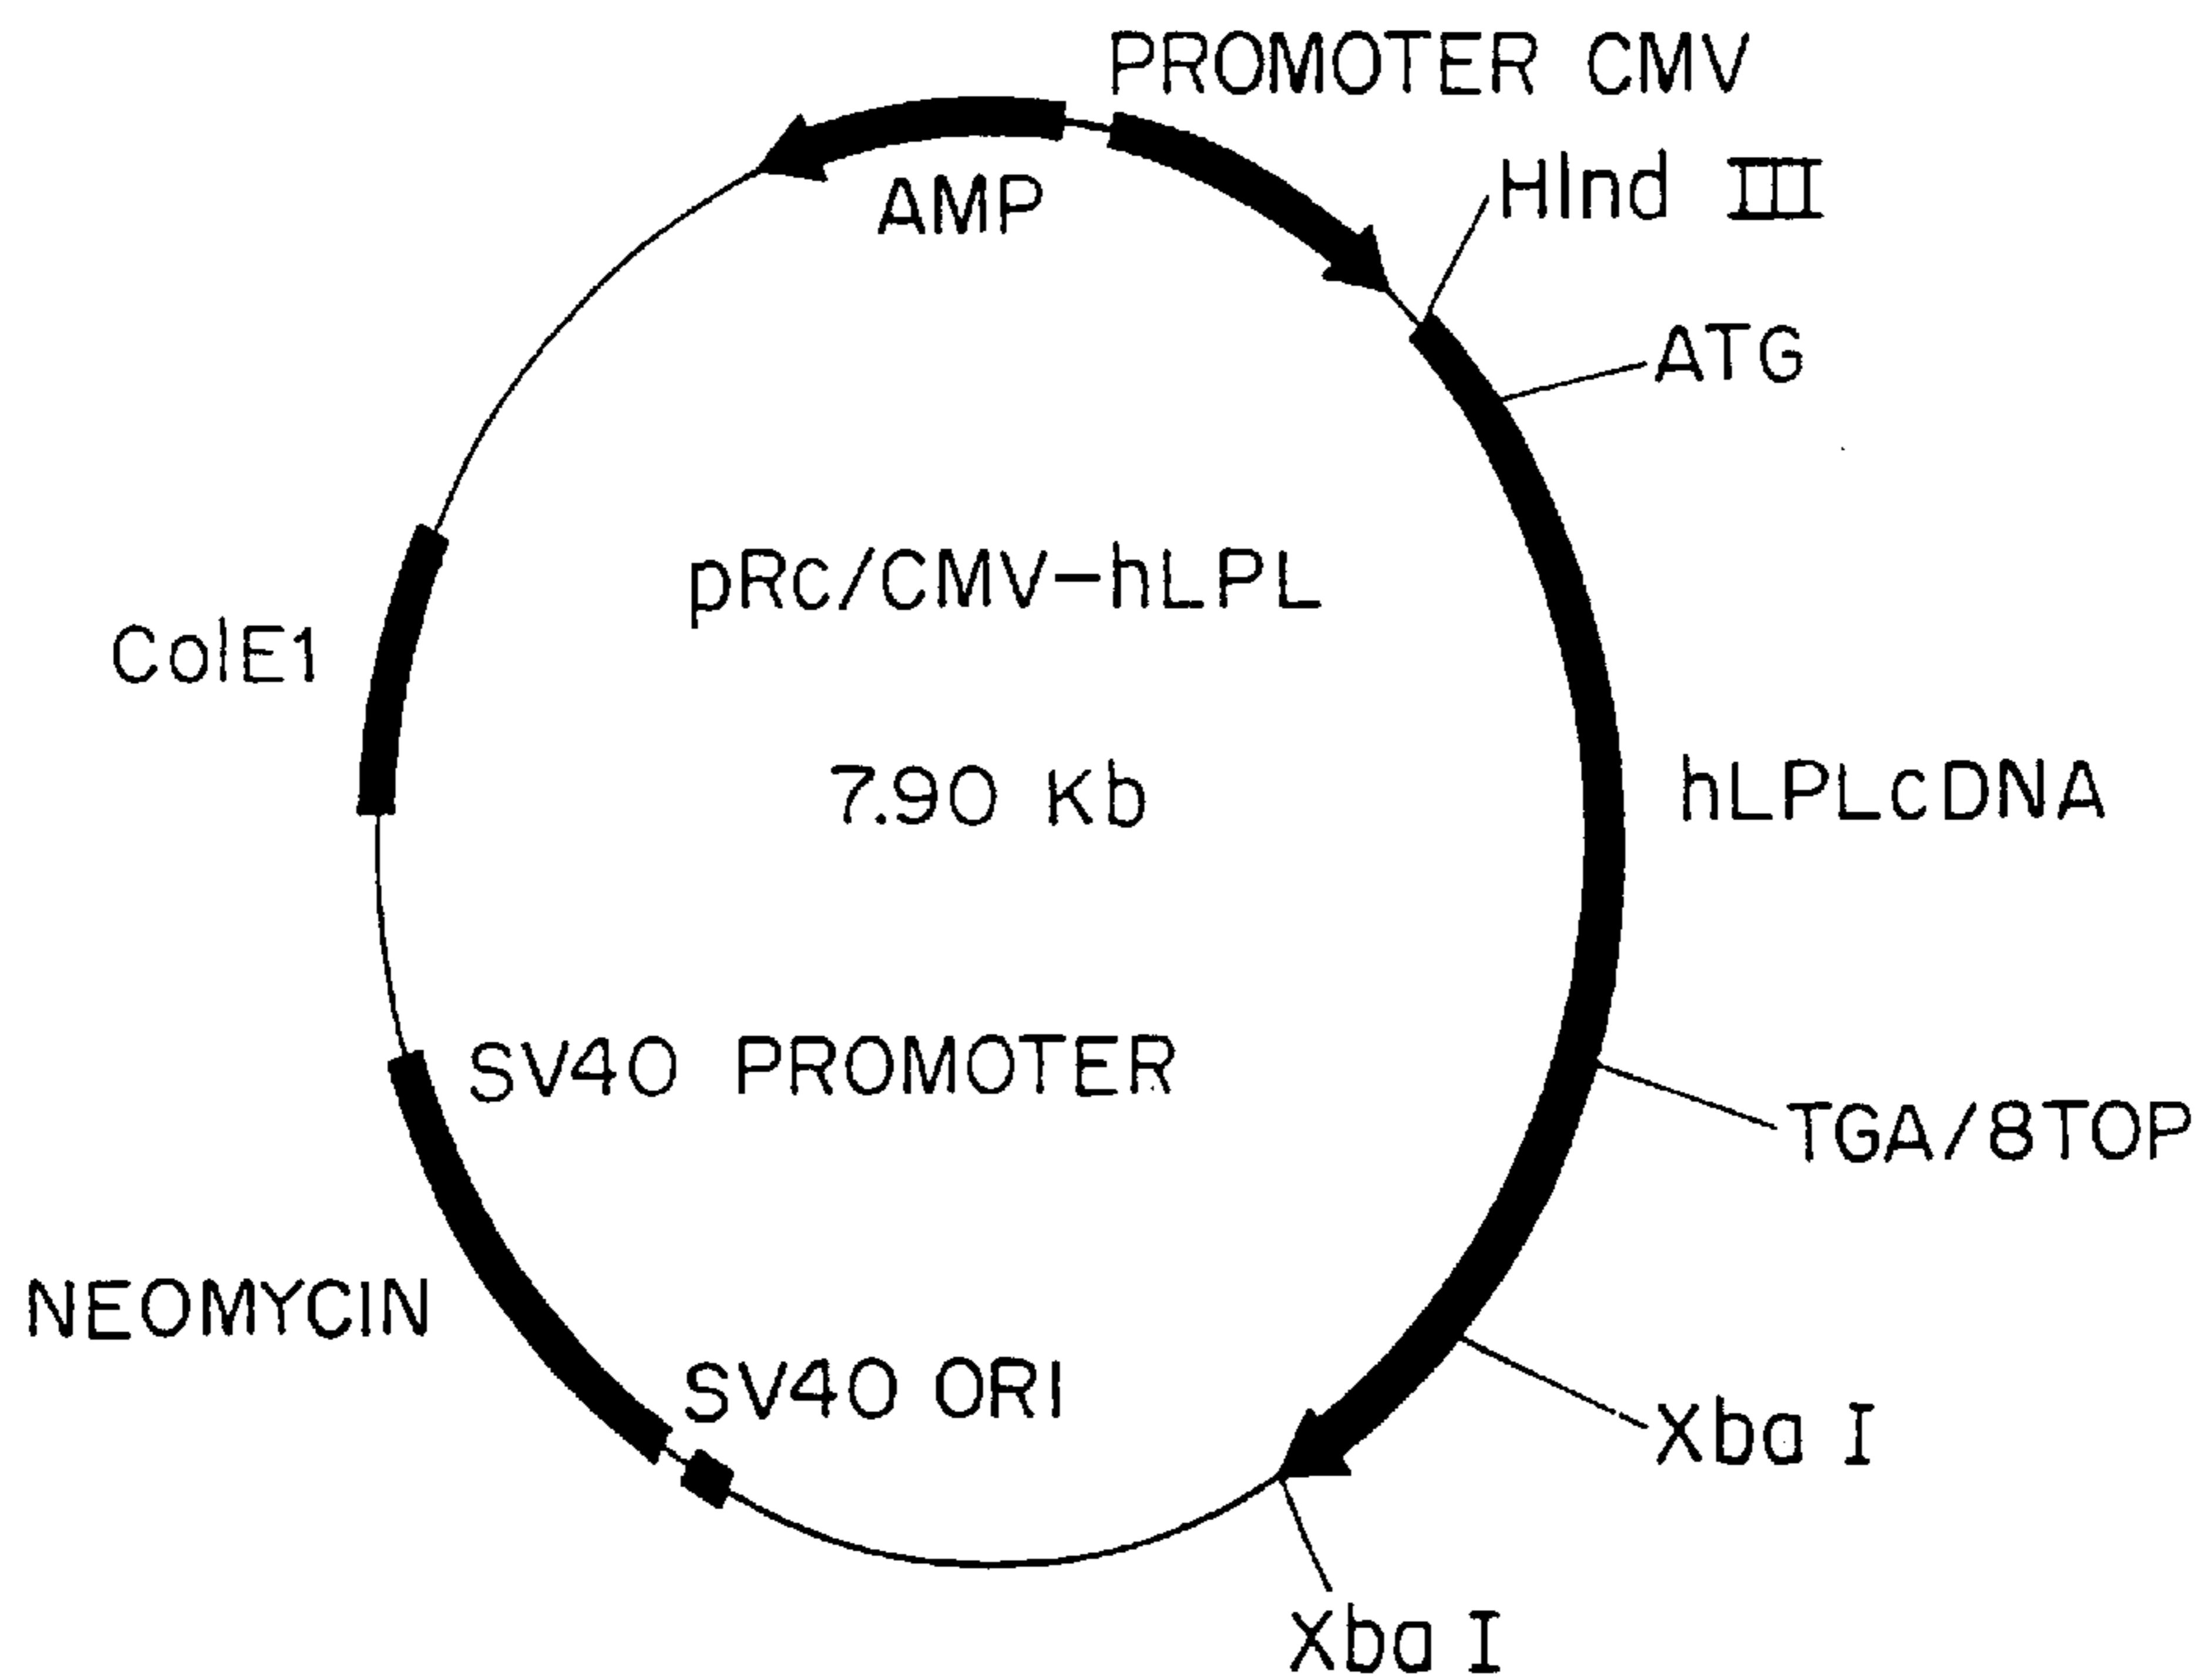 PROMOTER CMV
HInd III
AMP
ATG
pRc/CMV-hLPL
ColE1
7.90 Kb
hLPLcDNA
SV40 PROMOTER
TGA/8TOP
NEOMYCIN
SV40 ORI
Xba I
Xba I